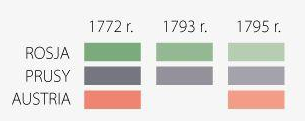 1772 r. 1793 r. 1795 r.
ROSJA
PRUSY
AUSTRIA